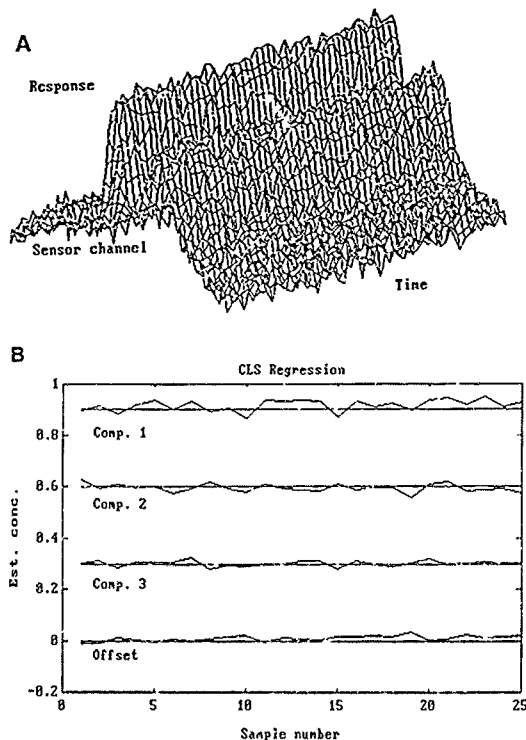 A
Response
Sensor channel
Time
B
CLS Regression
1
0.8
0.6
0.4
0.2
0
-0.2
Est. conc.
Comp. 1
Comp. 2
Comp. 3
Offset
0
5
10
15
20
25
Sample number